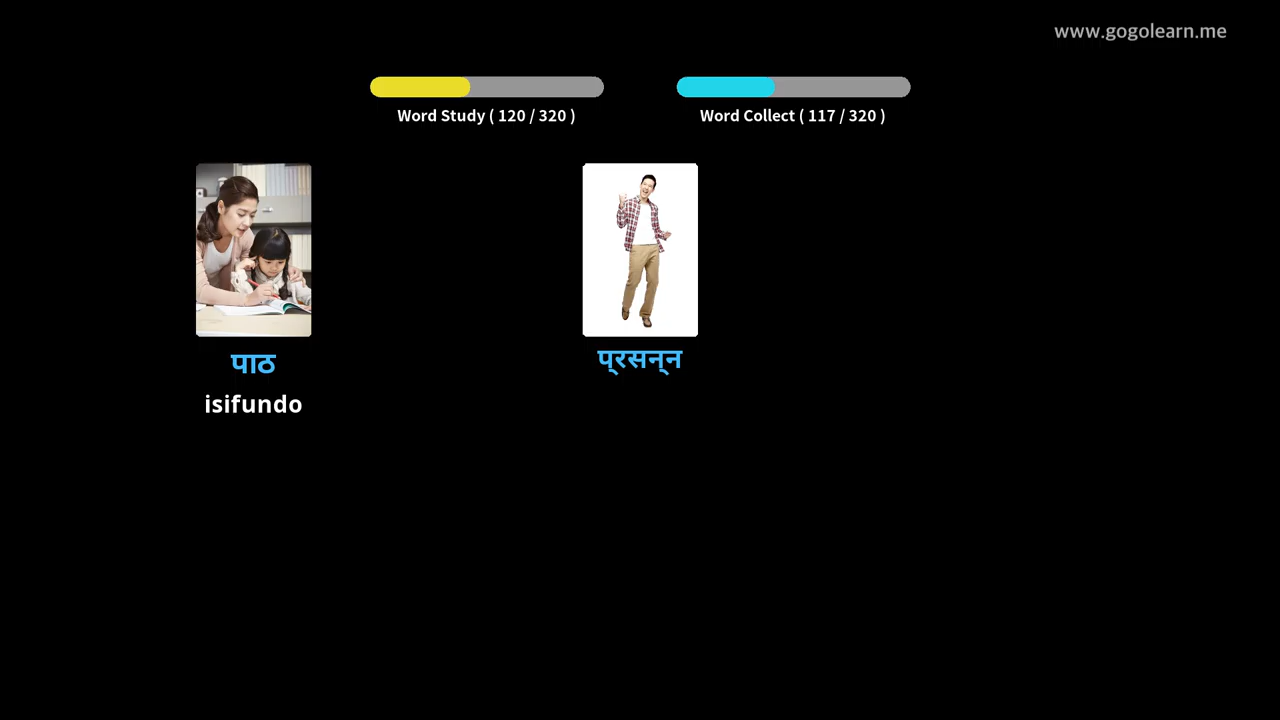 www.gogolearn.me
Word Study ( 120 / 320 )
Word Collect ( 117 / 320 )
पाठ
isifundo
प्रसन्न